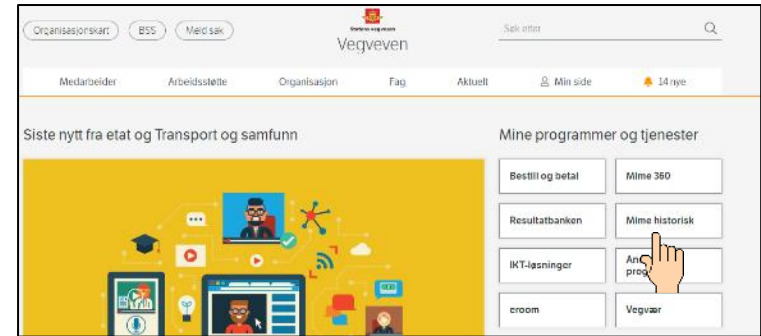 Organisasjonskart
BSS
Meld sak
Statens vegvesen
Vegveven
Søk etter
Medarbeider
Arbeidsstøtte
Organisasjon
Fag
Aktuelt
Min side
14 nye
Siste nytt fra etat og Transport og samfunn
Mine programmer og tjenester
Bestill og betal
Mime 360
Resultatbanken
Mime historisk
IKT-løsninger
eroom
Vegvær